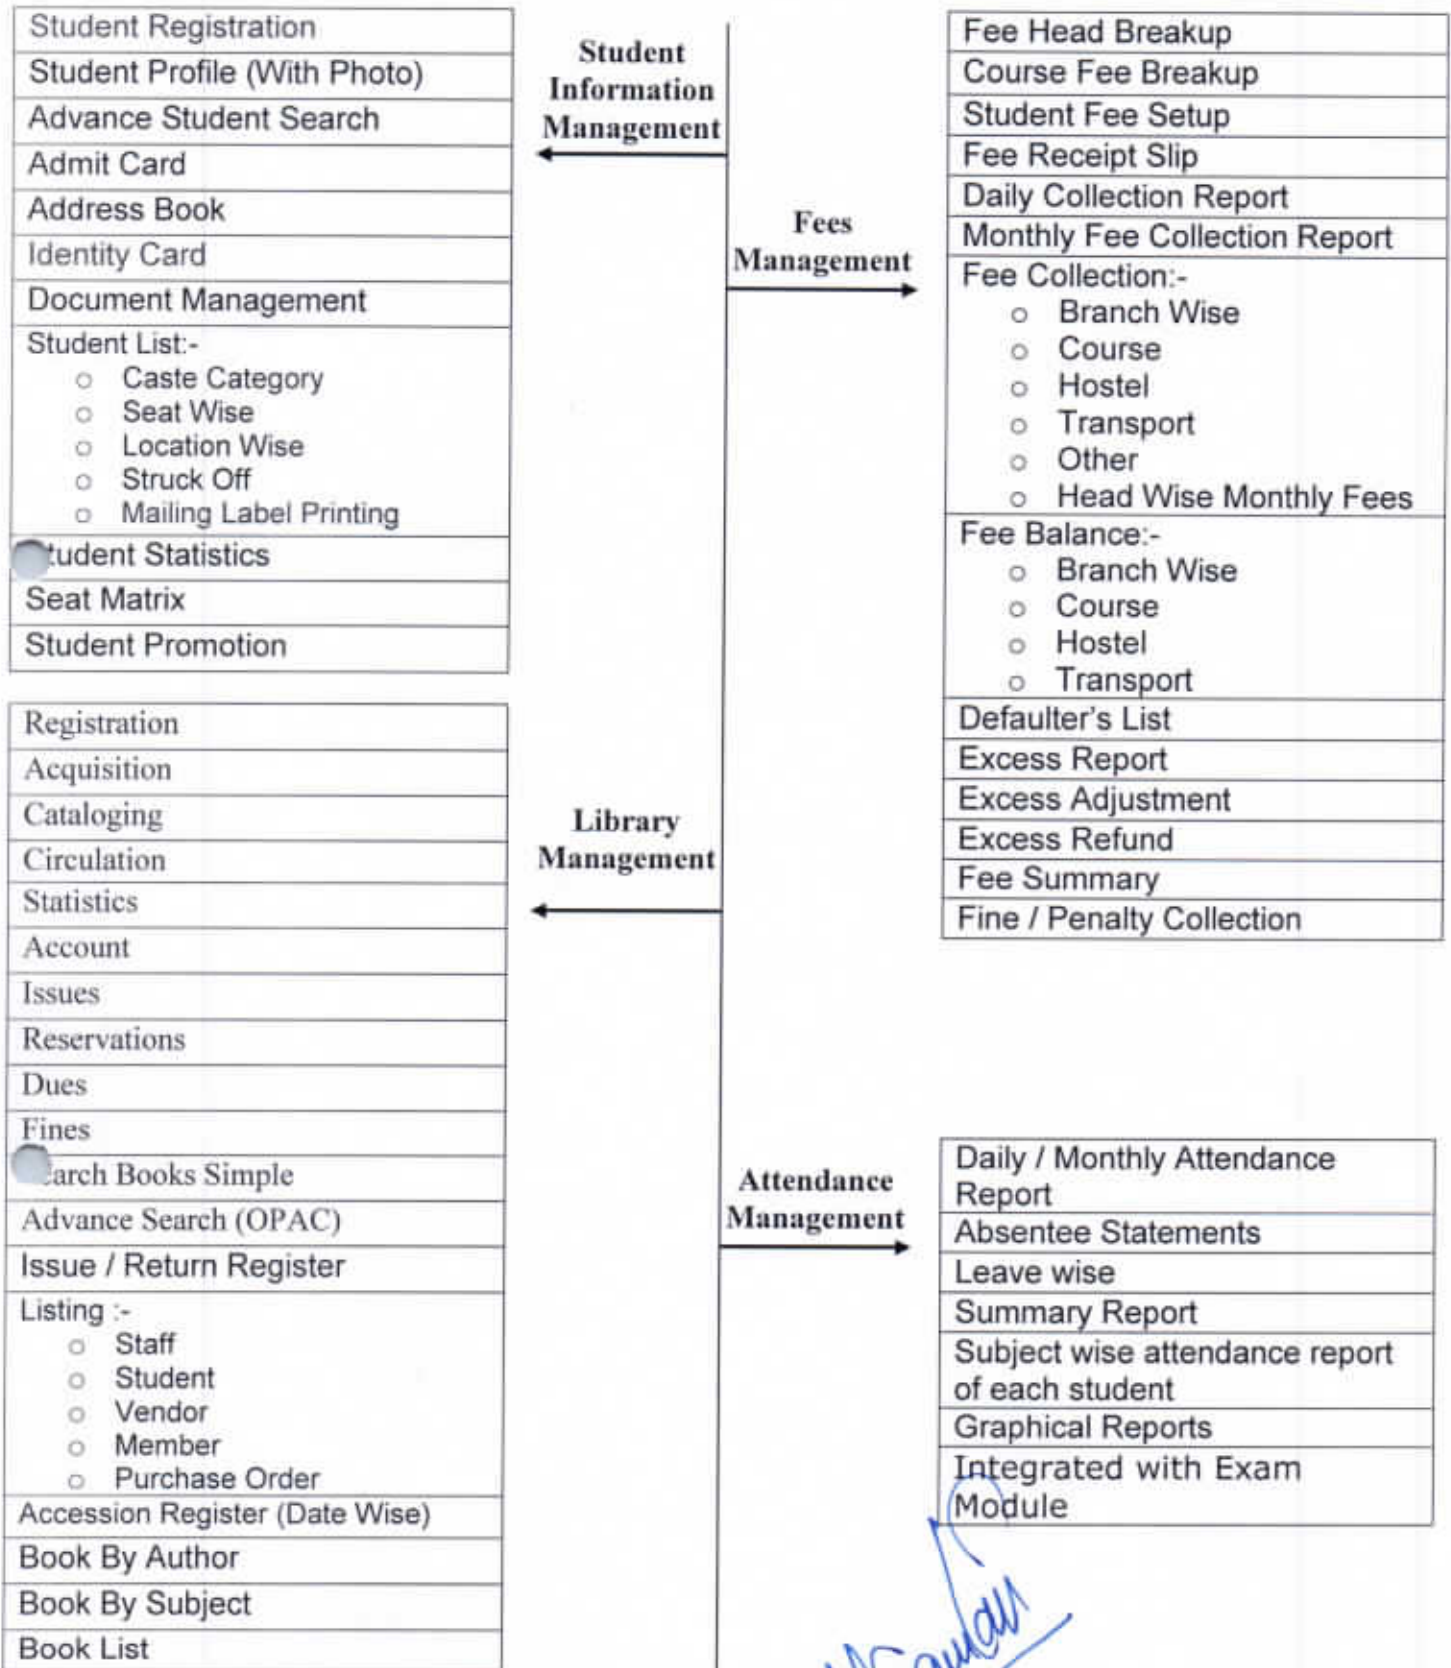 Student Registration
Student Profile (With Photo)
Advance Student Search
Admit Card
Address Book
Identity Card
Document Management
Student List:-
o Caste Category
o Seat Wise
o Location Wise
o Struck Off
o Mailing Label Printing
tudent Statistics
Seat Matrix
Student Promotion
Student
Information
Management
Fees
Management
Fee Head Breakup
Course Fee Breakup
Student Fee Setup
Fee Receipt Slip
Daily Collection Report
Monthly Fee Collection Report
Fee Collection:-
o Branch Wise
o Course
o Hostel
o Transport
o Other
o Head Wise Monthly Fees
Fee Balance:-
o Branch Wise
o Course
o Hostel
o Transport
Defaulter's List
Excess Report
Excess Adjustment
Excess Refund
Fee Summary
Fine / Penalty Collection
Registration
Acquisition
Cataloging
Circulation
Statistics
Account
Issues
Reservations
Dues
Fines
earch Books Simple
Advance Search (OPAC)
Issue / Return Register
Listing :-
o Staff
o Student
o Vendor
o Member
o Purchase Order
Accession Register (Date Wise)
Book By Author
Book By Subject
Book List
Library
Management
Attendance
Management
Daily / Monthly Attendance
Report
Absentee Statements
Leave wise
Summary Report
Subject wise attendance report
of each student
Graphical Reports
Integrated with Exam
Module